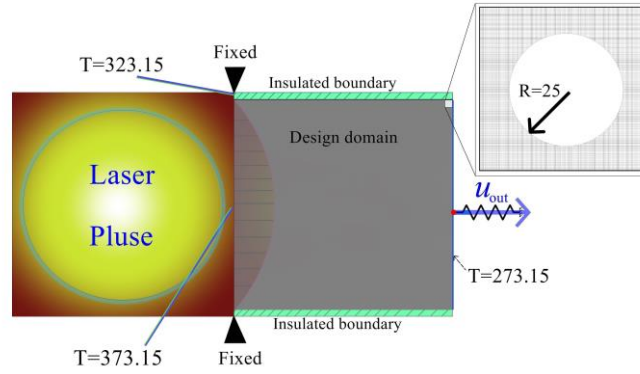 Fixed
T=323.15
Insulated boundary
R=25
Design domain
Laser
Pluse
u_out
T=273.15
Insulated boundary
T=373.15
Fixed